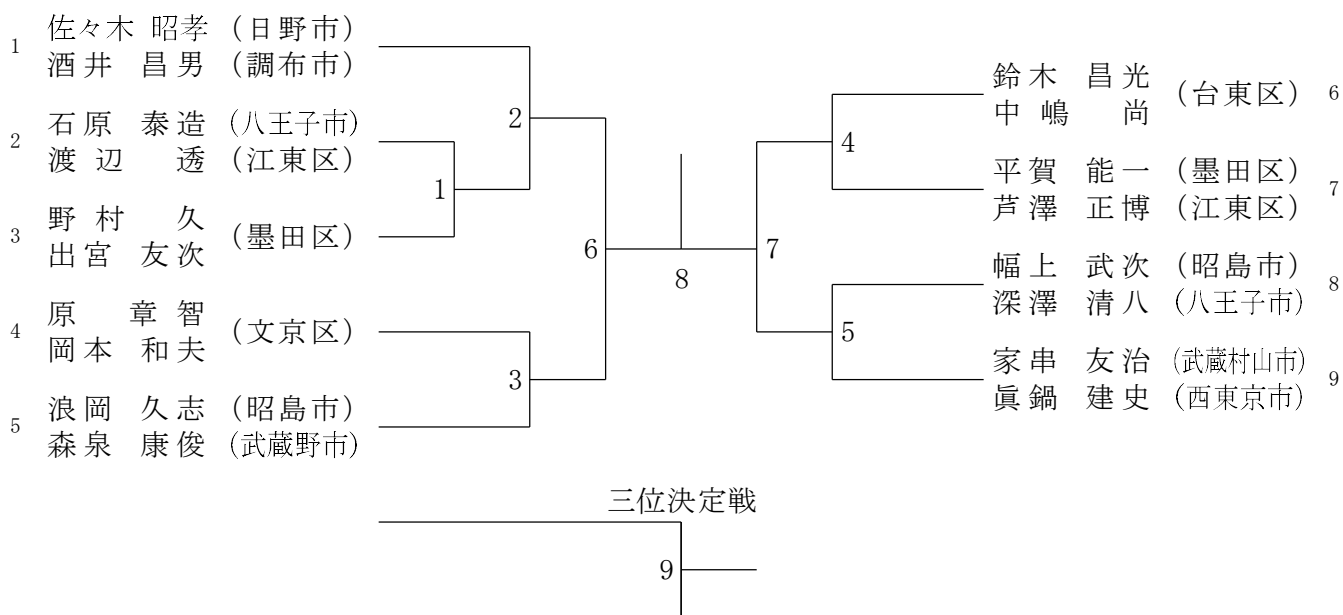 1 佐々木 昭孝 (日野市)
酒井 昌男 (調布市)
2 石原 泰造 (八王子市)
渡辺 透 (江東区)
3 野村 久 (墨田区)
出宮 友次
4 原 章智 (文京区)
岡本 和夫
5 浪岡 久志 (昭島市)
森泉 康俊 (武蔵野市)
2
1
6
3
8
7
4
5
鈴木 昌光 (台東区) 6
中嶋 尚
平賀 能一 (墨田区) 7
芦澤 正博 (江東区)
幅上 武次 (昭島市) 8
深澤 清八 (八王子市)
家串 友治 (武蔵村山市) 9
眞鍋 建史 (西東京市)
三位決定戦
9